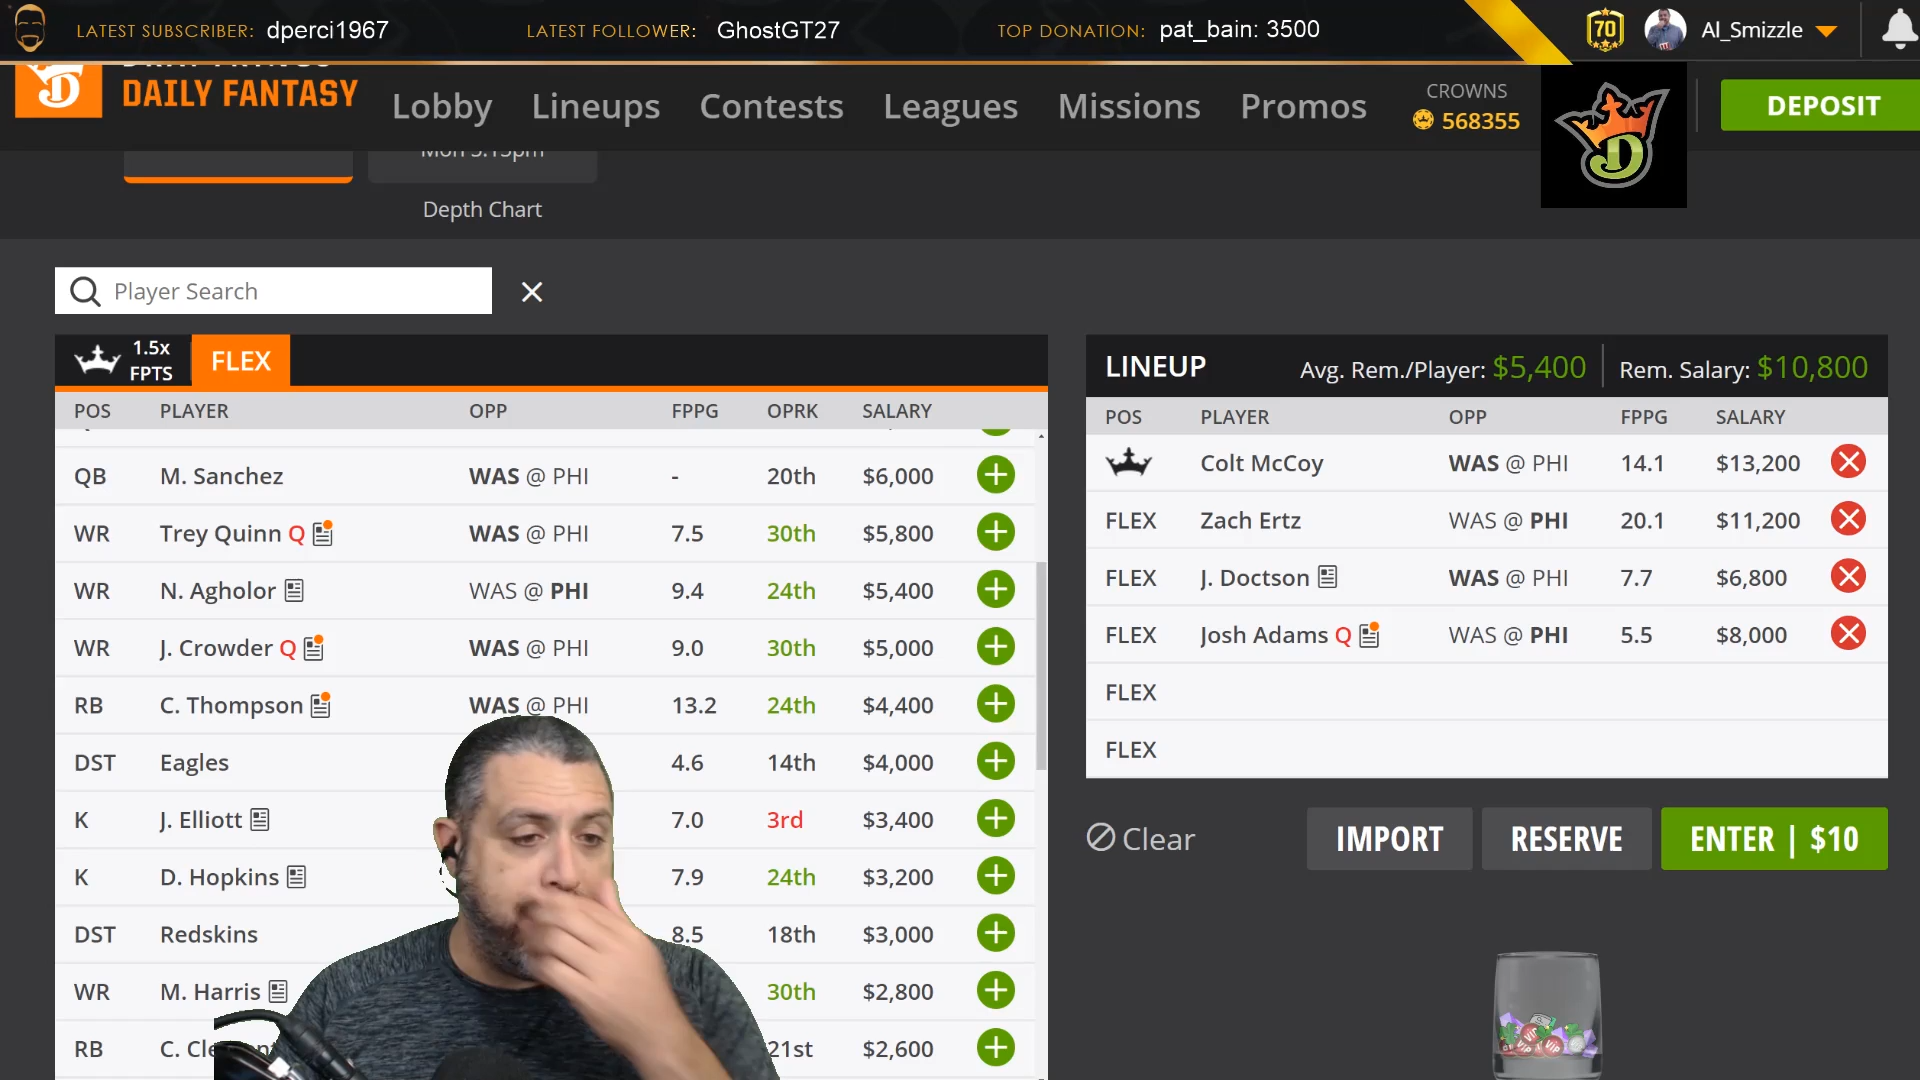 LATEST SUBSCRIBER: dperci1967
LATEST FOLLOWER: GhostGT27
TOP DONATION: pat_bain: 3500
70
Al_Smizzle
DAILY FANTASY
Lobby
Lineups
Contests
Leagues
Missions
Promos
CROWNS
568355
DEPOSIT
Depth Chart
Player Search
1.5x
FPTS
FLEX
POS PLAYER OPP FPPG OPRK SALARY
QB M. Sanchez WAS @ PHI - 20th $6,000
WR Trey Quinn Q WAS @ PHI 7.5 30th $5,800
WR N. Agholor WAS @ PHI 9.4 24th $5,400
WR J. Crowder Q WAS @ PHI 9.0 30th $5,000
RB C. Thompson WAS @ PHI 13.2 24th $4,400
DST Eagles 4.6 14th $4,000
K J. Elliott 7.0 3rd $3,400
K D. Hopkins 7.9 24th $3,200
DST Redskins 8.5 18th $3,000
WR M. Harris 30th $2,800
RB C. 21st $2,600
LINEUP Avg. Rem./Player: $5,400 Rem. Salary: $10,800
POS PLAYER OPP FPPG SALARY
Colt McCoy WAS @ PHI 14.1 $13,200
FLEX Zach Ertz WAS @ PHI 20.1 $11,200
FLEX J. Doctson WAS @ PHI 7.7 $6,800
FLEX Josh Adams Q WAS @ PHI 5.5 $8,000
FLEX
FLEX
Clear
IMPORT
RESERVE
ENTER | $10